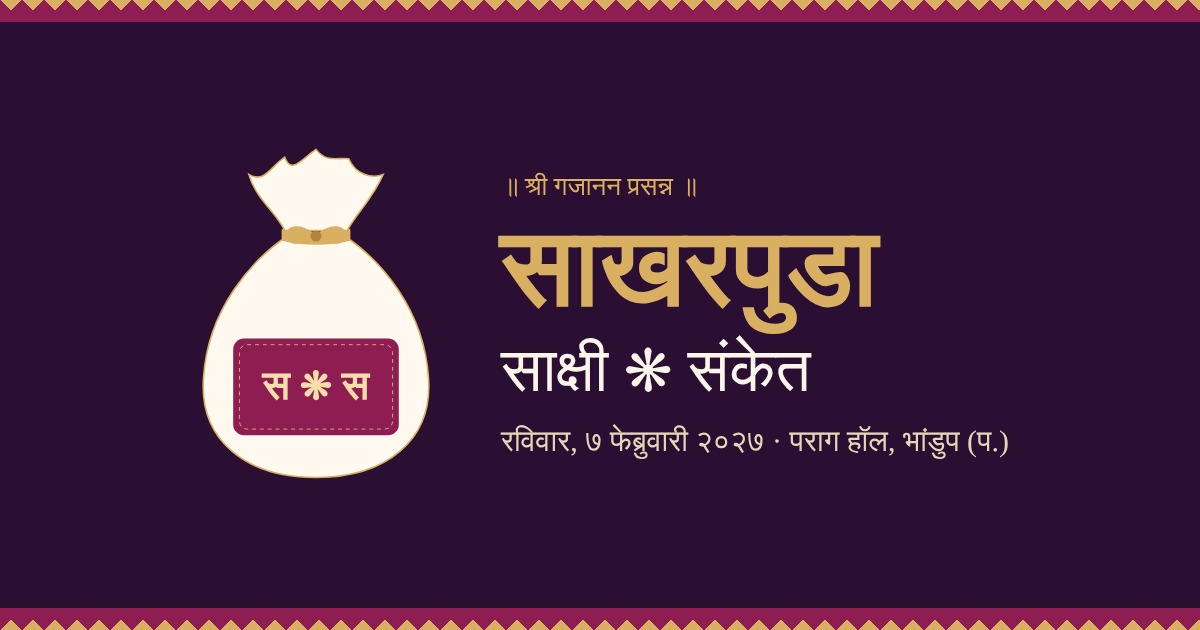 ॥ श्री गजानन प्रसन्न ॥
साखरपुडा
साक्षी ❋ संकेत
रविवार, ७ फेब्रुवारी २०२७ · पराग हॉल, भांडुप (प.)
स ❋ स